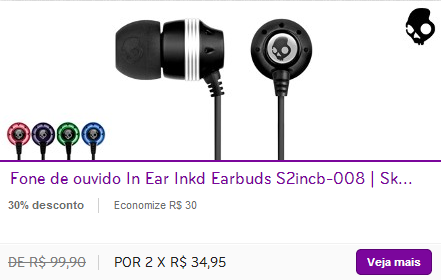 Fone de ouvido In Ear Inkd Earbuds S2incb-008 | Sk...
30% desconto | Economize R$ 30
DE R$ 99,90 | POR 2 X R$ 34,95 Veja mais